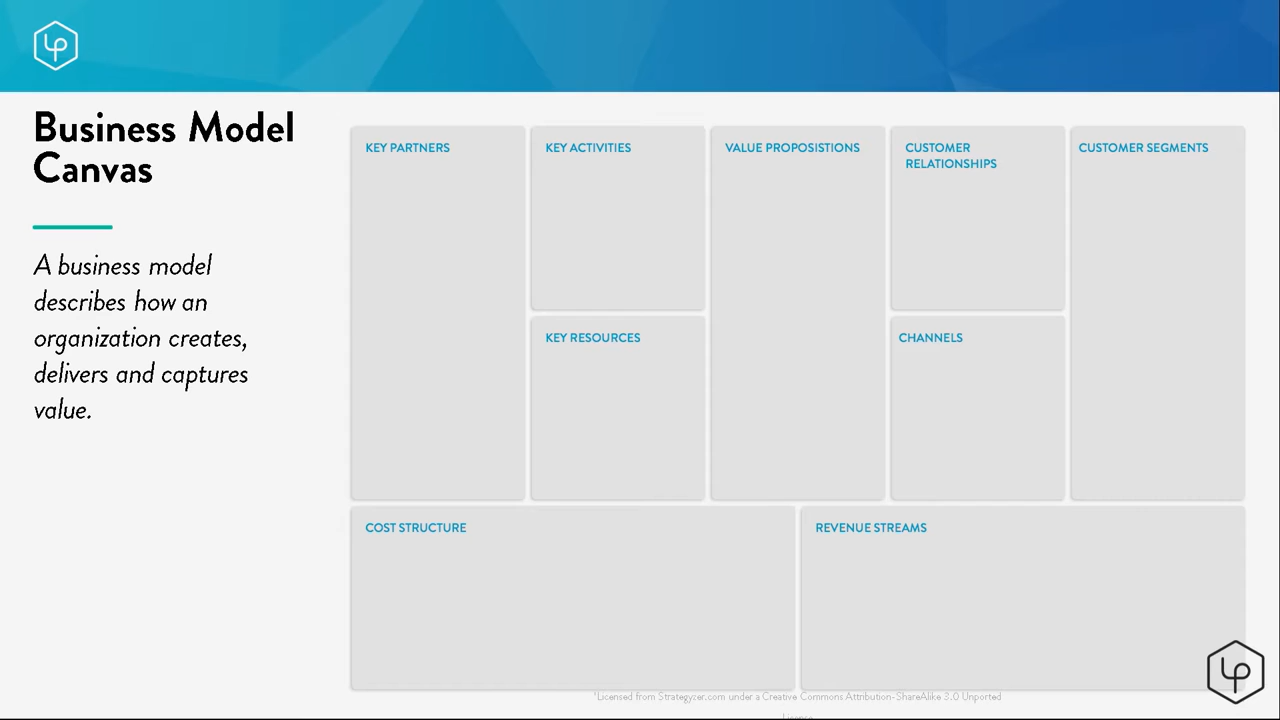 Business Model
Canvas
A business model
describes how an
organization creates,
delivers and captures
value.
KEY PARTNERS
KEY ACTIVITIES
KEY RESOURCES
VALUE PROPOSISTIONS
CUSTOMER
RELATIONSHIPS
CHANNELS
CUSTOMER SEGMENTS
COST STRUCTURE
REVENUE STREAMS
*Licensed from Strategyzer.com under a Creative Commons Attribution-ShareAlike 3.0 Unported
License